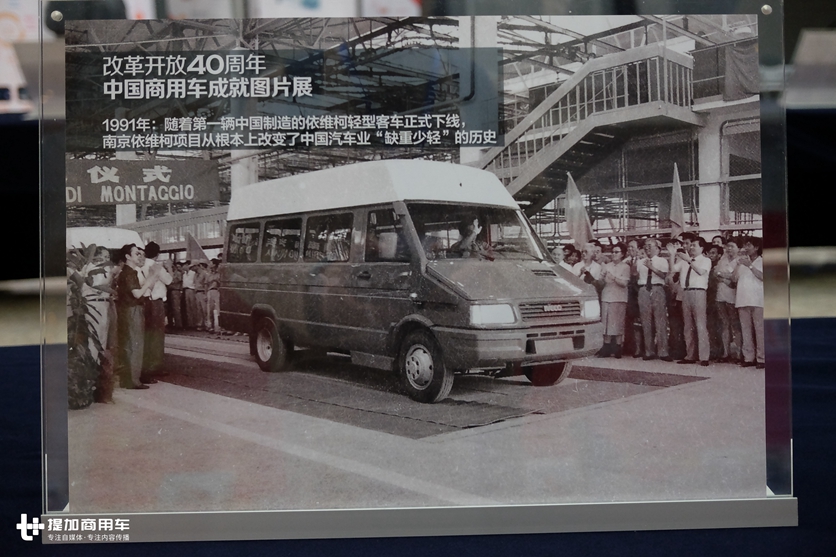 改革开放40周年
中国商用车成就图片展
1991年：随着第一辆中国制造的依维柯轻型客车正式下线，
南京依维柯项目从根本上改变了中国汽车业“缺重少轻”的历史
仪式
DI MONTAGGIO
提加商用车
专注自媒体·专注内容传播